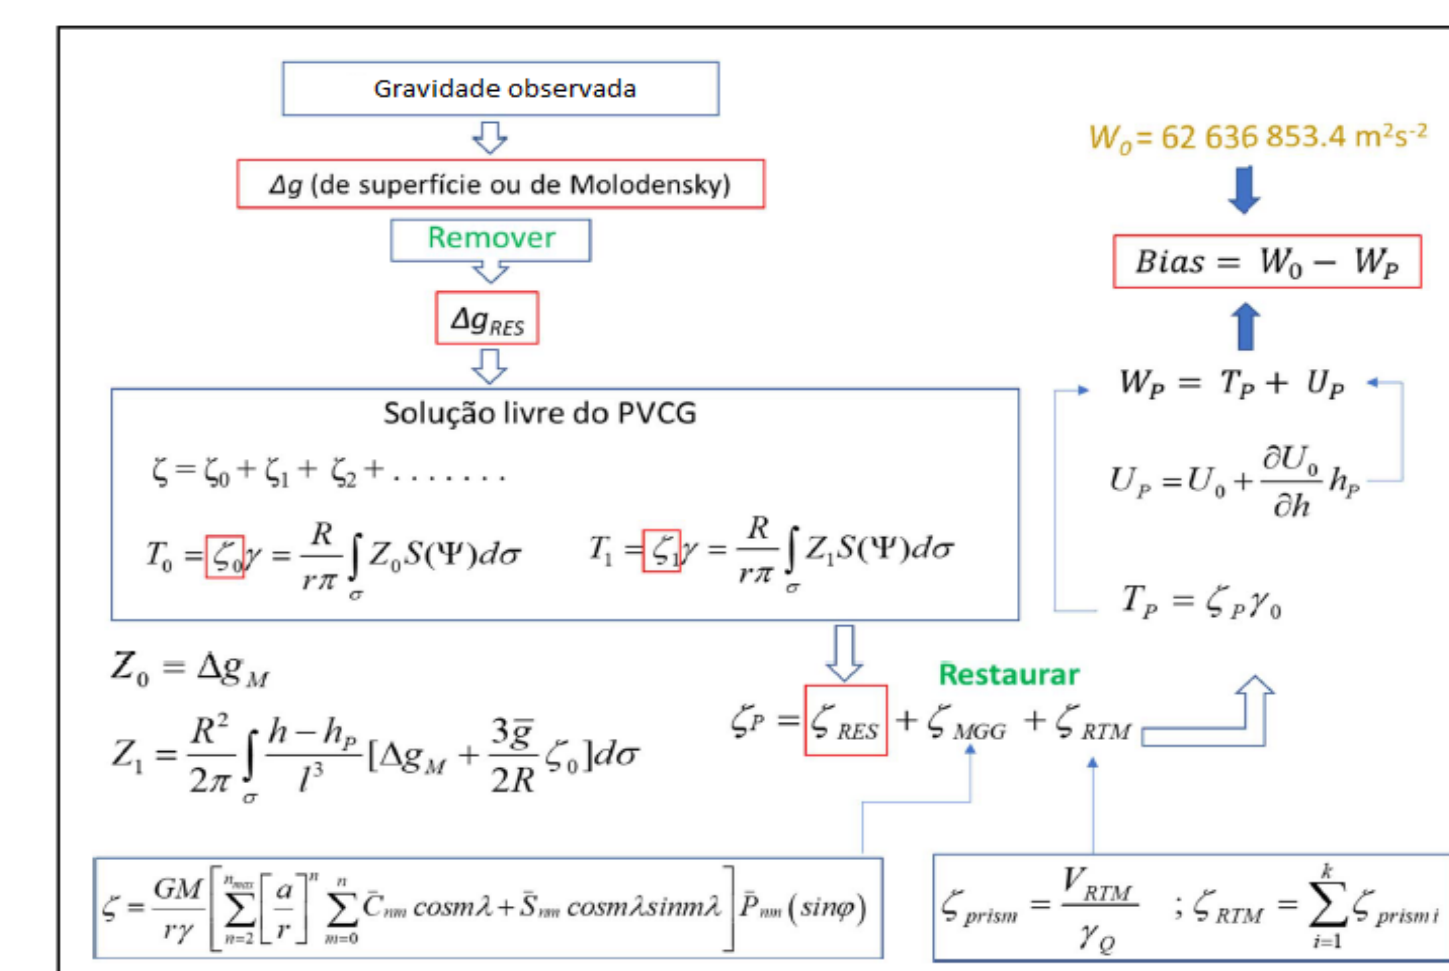 Gravidade observada
Δg (de superfície ou de Molodensky)
Remover
Δg_RES
Solução livre do PVCG
ζ = ζ₀ + ζ₁ + ζ₂ + . . . . . . .
T₀ = ζ₀γ = R/rπ ∫_σ Z₀S(Ψ)dσ
T₁ = ζ₁γ = R/rπ ∫_σ Z₁S(Ψ)dσ
Z₀ = Δg_M
Z₁ = R²/2π ∫_σ (h − h_P)/l³ [Δg_M + 3g̅/2R ζ₀]dσ
Restaurar
ζ_P = ζ_RES + ζ_MGG + ζ_RTM
ζ = GM/rγ [ ∑_{n=2}^{n_max} [a/r]^n ∑_{m=0}^{n} C̄_nm cosmλ + S̄_nm cosmλsinmλ ] P̄_nm (sinφ)
ζ_prism = V_RTM/γ_Q ; ζ_RTM = ∑_{i=1}^{k} ζ_prism i
W₀ = 62 636 853.4 m²s⁻²
Bias = W₀ − W_P
W_P = T_P + U_P
U_P = U₀ + ∂U₀/∂h h_P
T_P = ζ_P γ₀